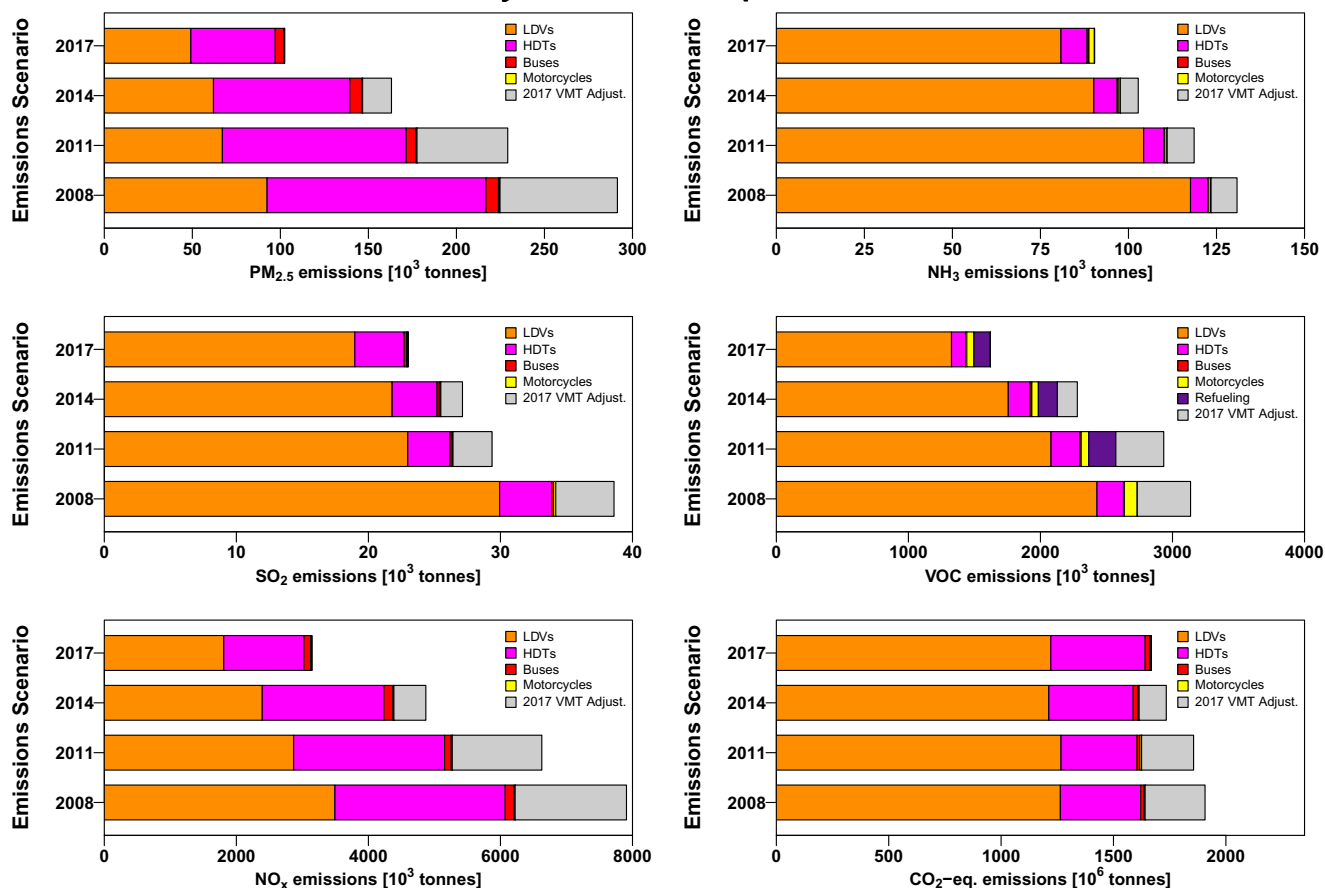 Emissions Scenario
2017
2014
2011
2008
LDVs
HDTs
Buses
Motorcycles
2017 VMT Adjust.
0 50 100 150 200 250 300
PM2.5 emissions [10³ tonnes]
Emissions Scenario
2017
2014
2011
2008
LDVs
HDTs
Buses
Motorcycles
2017 VMT Adjust.
0 25 50 75 100 125 150
NH3 emissions [10³ tonnes]
Emissions Scenario
2017
2014
2011
2008
LDVs
HDTs
Buses
Motorcycles
2017 VMT Adjust.
0 10 20 30 40
SO2 emissions [10³ tonnes]
Emissions Scenario
2017
2014
2011
2008
LDVs
HDTs
Buses
Motorcycles
Refueling
2017 VMT Adjust.
0 1000 2000 3000 4000
VOC emissions [10³ tonnes]
Emissions Scenario
2017
2014
2011
2008
LDVs
HDTs
Buses
Motorcycles
2017 VMT Adjust.
0 2000 4000 6000 8000
NOx emissions [10³ tonnes]
Emissions Scenario
2017
2014
2011
2008
LDVs
HDTs
Buses
Motorcycles
2017 VMT Adjust.
0 500 1000 1500 2000
CO2−eq. emissions [10⁶ tonnes]